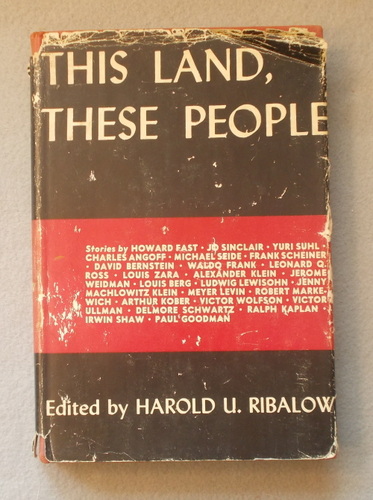 THIS LAND,
THESE PEOPLE
Stories by HOWARD FAST · JO SINCLAIR · YURI SUHL ·
CHARLES ANGOFF · MICHAEL SEIDE · FRANK SCHEINER
· DAVID BERNSTEIN · WALDO FRANK · LEONARD Q.
ROSS · LOUIS ZARA · ALEXANDER KLEIN · JEROME
WEIDMAN · LOUIS BERG · LUDWIG LEWISOHN · JENNY
MACHLOWITZ KLEIN · MEYER LEVIN · ROBERT MARKE-
WICH · ARTHUR KOBER · VICTOR WOLFSON · VICTOR
ULLMAN · DELMORE SCHWARTZ · RALPH KAPLAN ·
IRWIN SHAW · PAUL GOODMAN
Edited by HAROLD U. RIBALOW